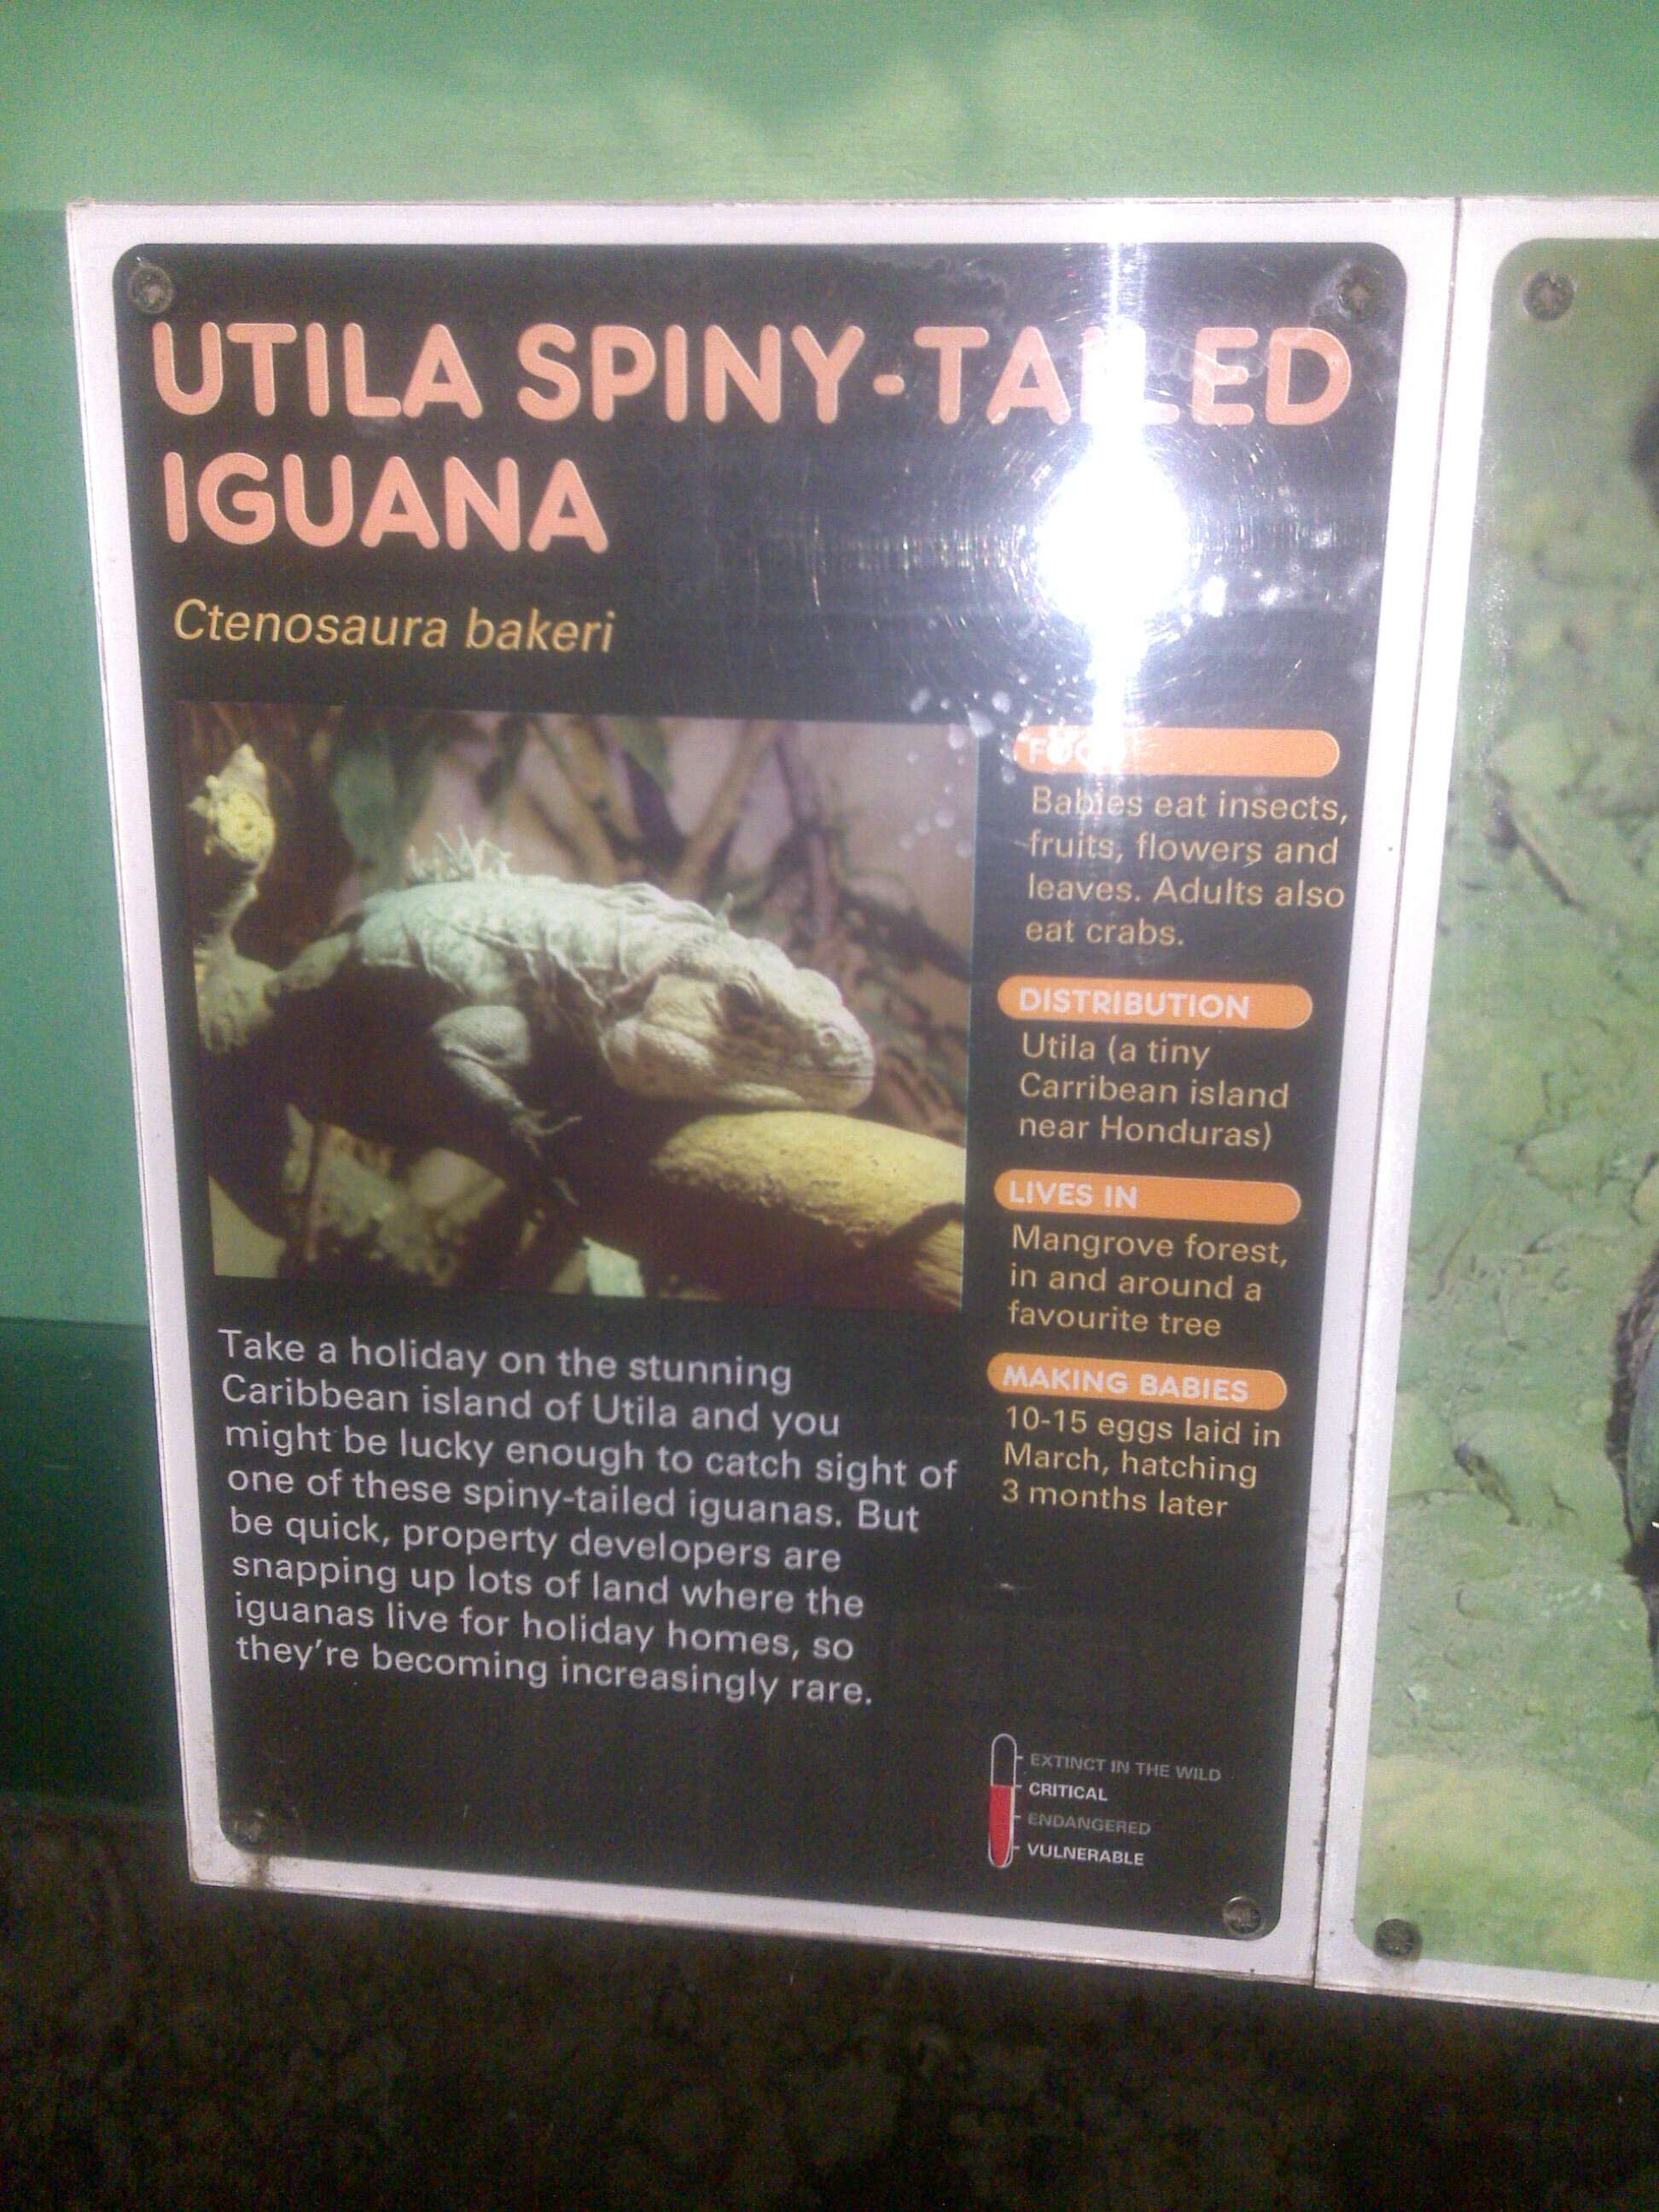 UTILA SPINY-TAILED
IGUANA
Ctenosaura bakeri
FOOD
Babies eat insects,
fruits, flowers and
leaves. Adults also
eat crabs.
DISTRIBUTION
Utila (a tiny
Carribean island
near Honduras)
LIVES IN
Mangrove forest,
in and around a
favourite tree
MAKING BABIES
10-15 eggs laid in
March, hatching
3 months later
Take a holiday on the stunning
Caribbean island of Utila and you
might be lucky enough to catch sight of
one of these spiny-tailed iguanas. But
be quick, property developers are
snapping up lots of land where the
iguanas live for holiday homes, so
they're becoming increasingly rare.
EXTINCT IN THE WILD
CRITICAL
ENDANGERED
VULNERABLE